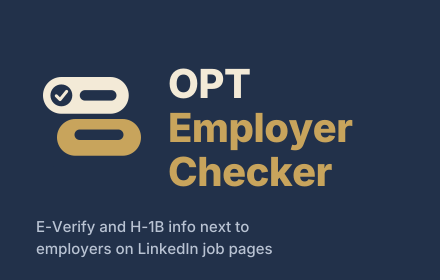 OPT
Employer
Checker
E-Verify and H-1B info next to
employers on LinkedIn job pages